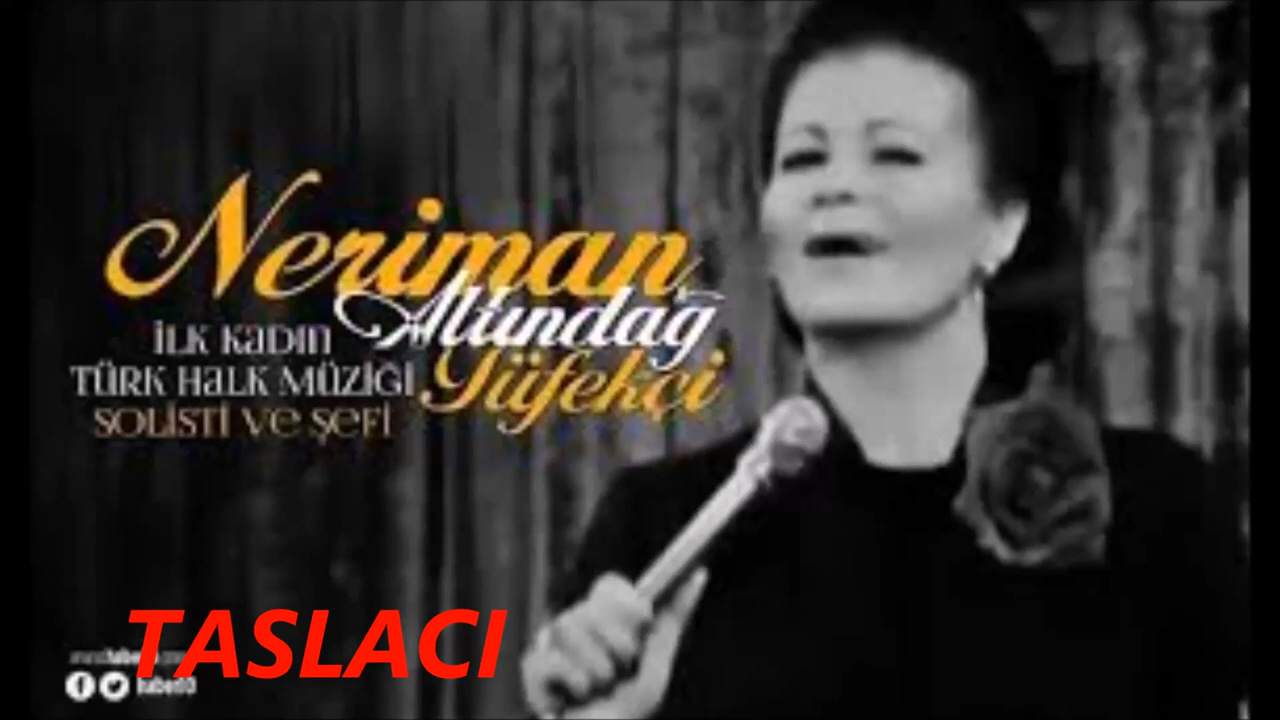 Neriman
Altındağ
Tüfekçi
İLK KADIN
TÜRK HALK MÜZİĞİ
SOLİSTİ VE ŞEFİ
TASLACI